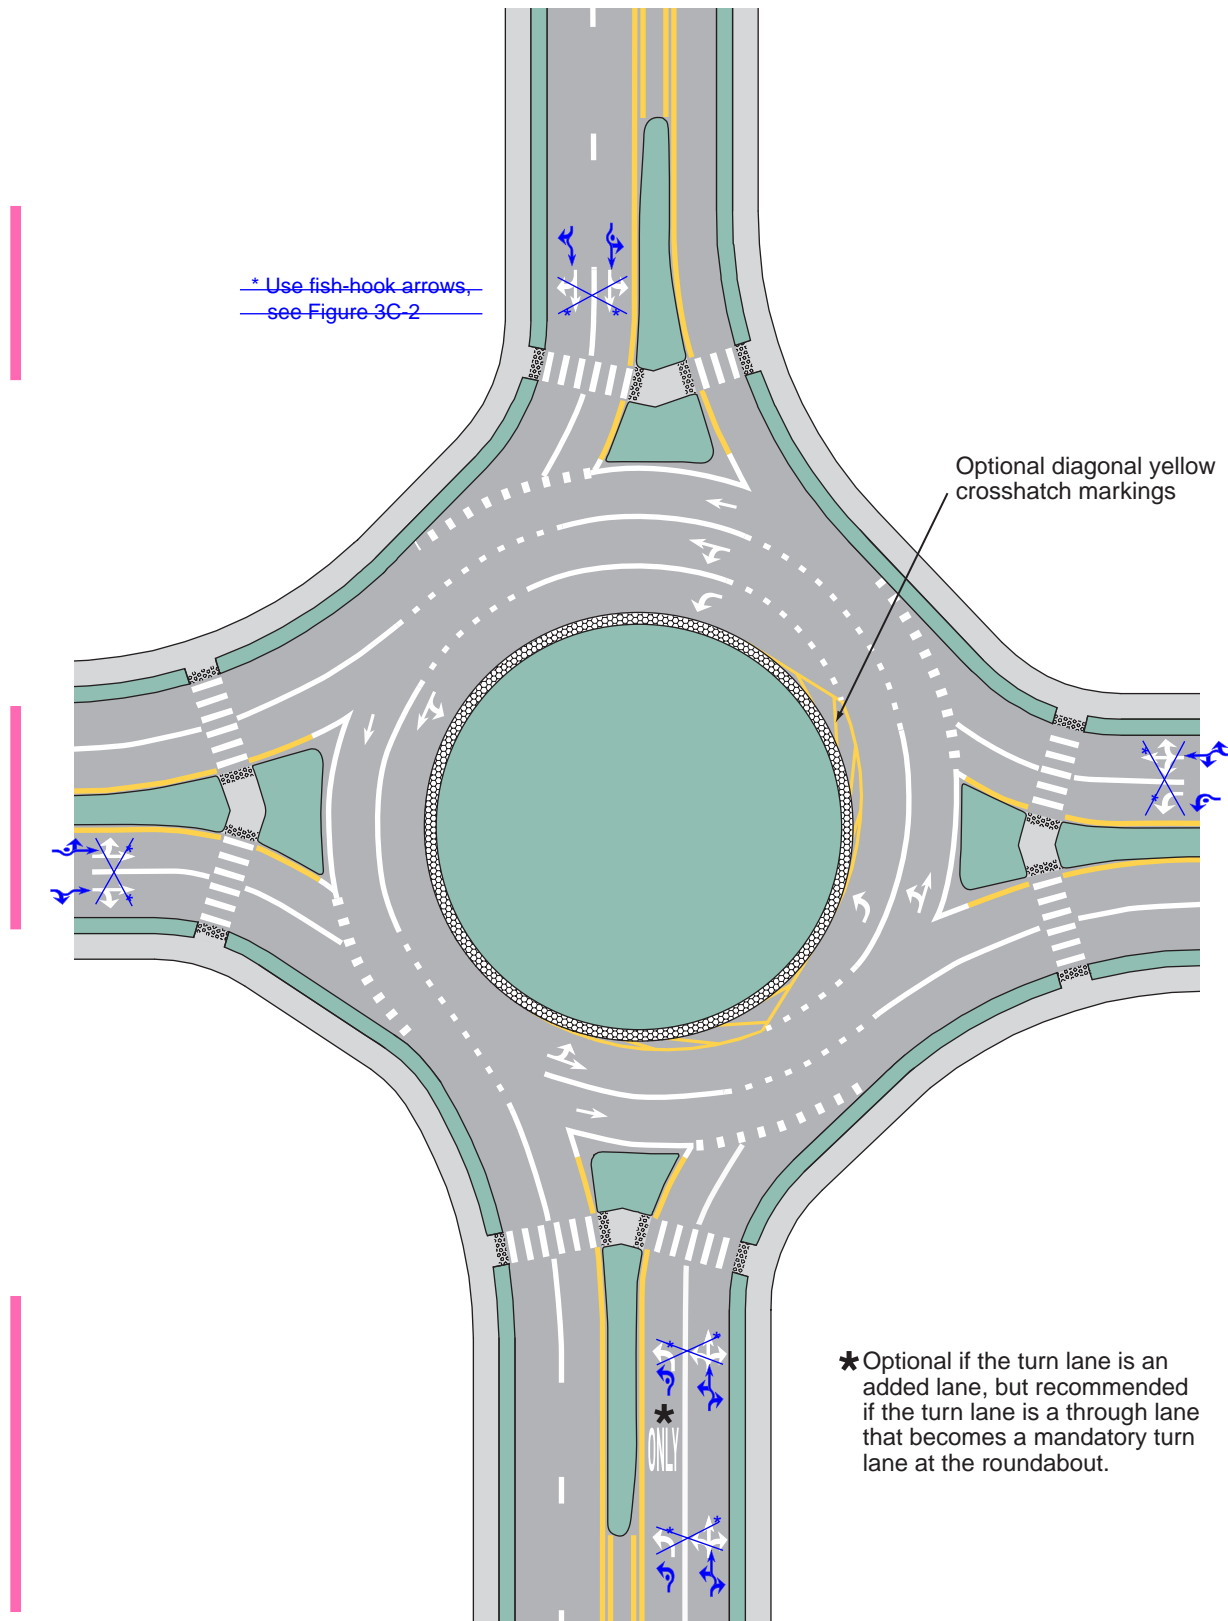 * Use fish-hook arrows,
see Figure 3C-2
Optional diagonal yellow
crosshatch markings
* Optional if the turn lane is an
added lane, but recommended
if the turn lane is a through lane
that becomes a mandatory turn
lane at the roundabout.
*
ONLY